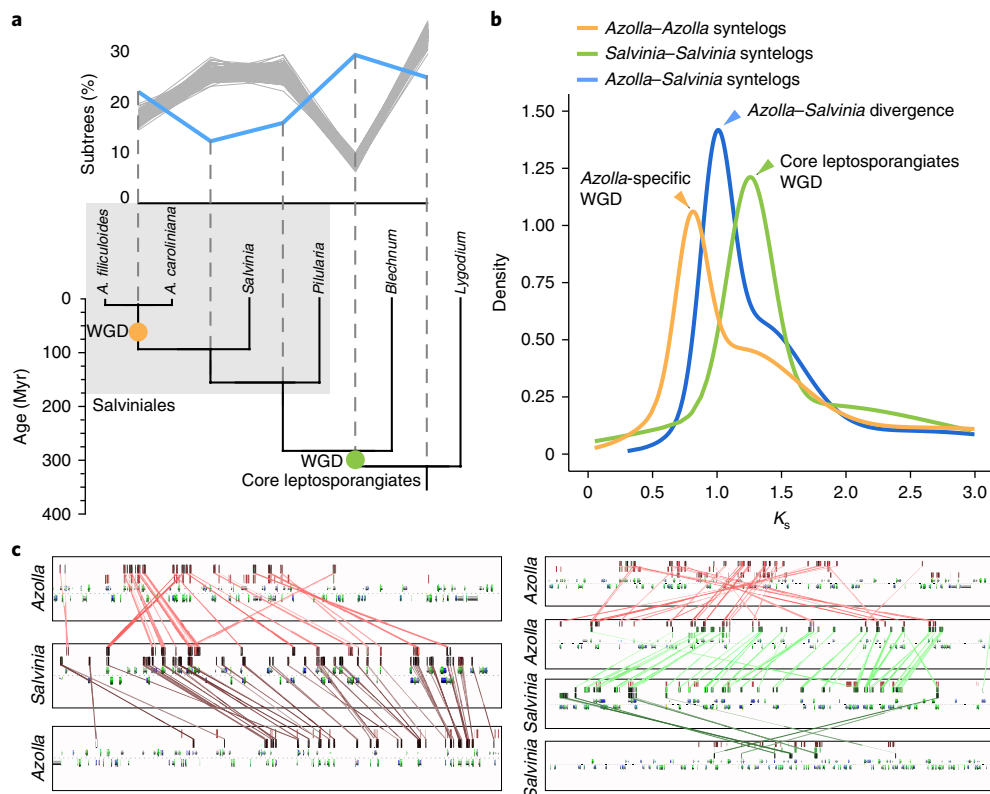 a
30
20
10
0
Subtrees (%)
A. filiculoides
A. caroliniana
Salvinia
Pilularia
Blechnum
Lygodium
0
100
200
300
400
Age (Myr)
WGD
Salviniales
WGD
Core leptosporangiates
b
Azolla–Azolla syntelogs
Salvinia–Salvinia syntelogs
Azolla–Salvinia syntelogs
1.50
1.25
1.00
0.75
0.50
0.25
0
Density
Azolla–Salvinia divergence
Core leptosporangiates
WGD
Azolla-specific
WGD
0
0.5
1.0
1.5
2.0
2.5
3.0
Ks
c
Azolla
Salvinia
Azolla
Azolla
Azolla
Salvinia
Salvinia